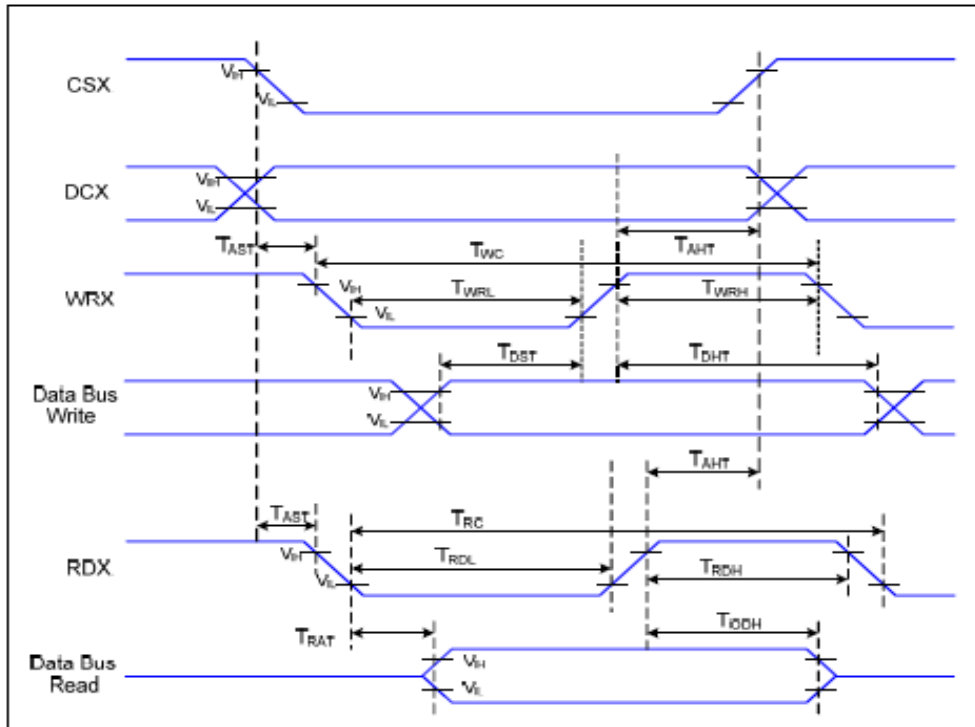 CSX
VIH
VIL
DCX
VIH
VIL
TAST
TWC
TAHT
WRX
VIH
VIL
TWRL
TWRH
TDST
TDHT
Data Bus
Write
VIH
VIL
TAHT
TAST
TRC
RDX
VIH
VIL
TRDL
TRDH
TRAT
TODH
Data Bus
Read
VIH
VIL